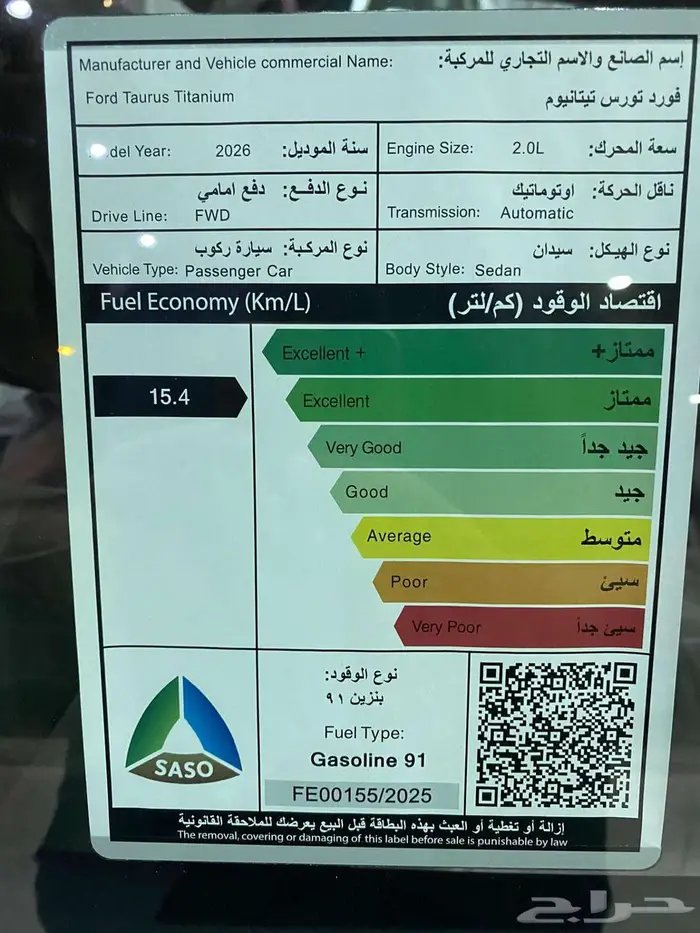 Manufacturer and Vehicle commercial Name: إسم الصانع والاسم التجاري للمركبة:
Ford Taurus Titanium فورد تورس تيتانيوم
del Year: 2026 سنة الموديل:
Engine Size: 2.0L سعة المحرك:
نوع الدفع: دفع امامي
Drive Line: FWD
ناقل الحركة: اوتوماتيك
Transmission: Automatic
نوع المركبة: سيارة ركوب
Vehicle Type: Passenger Car
نوع الهيكل: سيدان
Body Style: Sedan
Fuel Economy (Km/L) اقتصاد الوقود (كم/لتر)
Excellent + ممتاز+
15.4
Excellent ممتاز
Very Good جيد جداً
Good جيد
Average متوسط
Poor سيئ
Very Poor سيئ جداً
SASO
نوع الوقود:
بنزين ٩١
Fuel Type:
Gasoline 91
FE00155/2025
إزالة أو تغطية أو العبث بهذه البطاقة قبل البيع يعرضك للملاحقة القانونية
The removal, covering or damaging of this label before sale is punishable by law
حراج